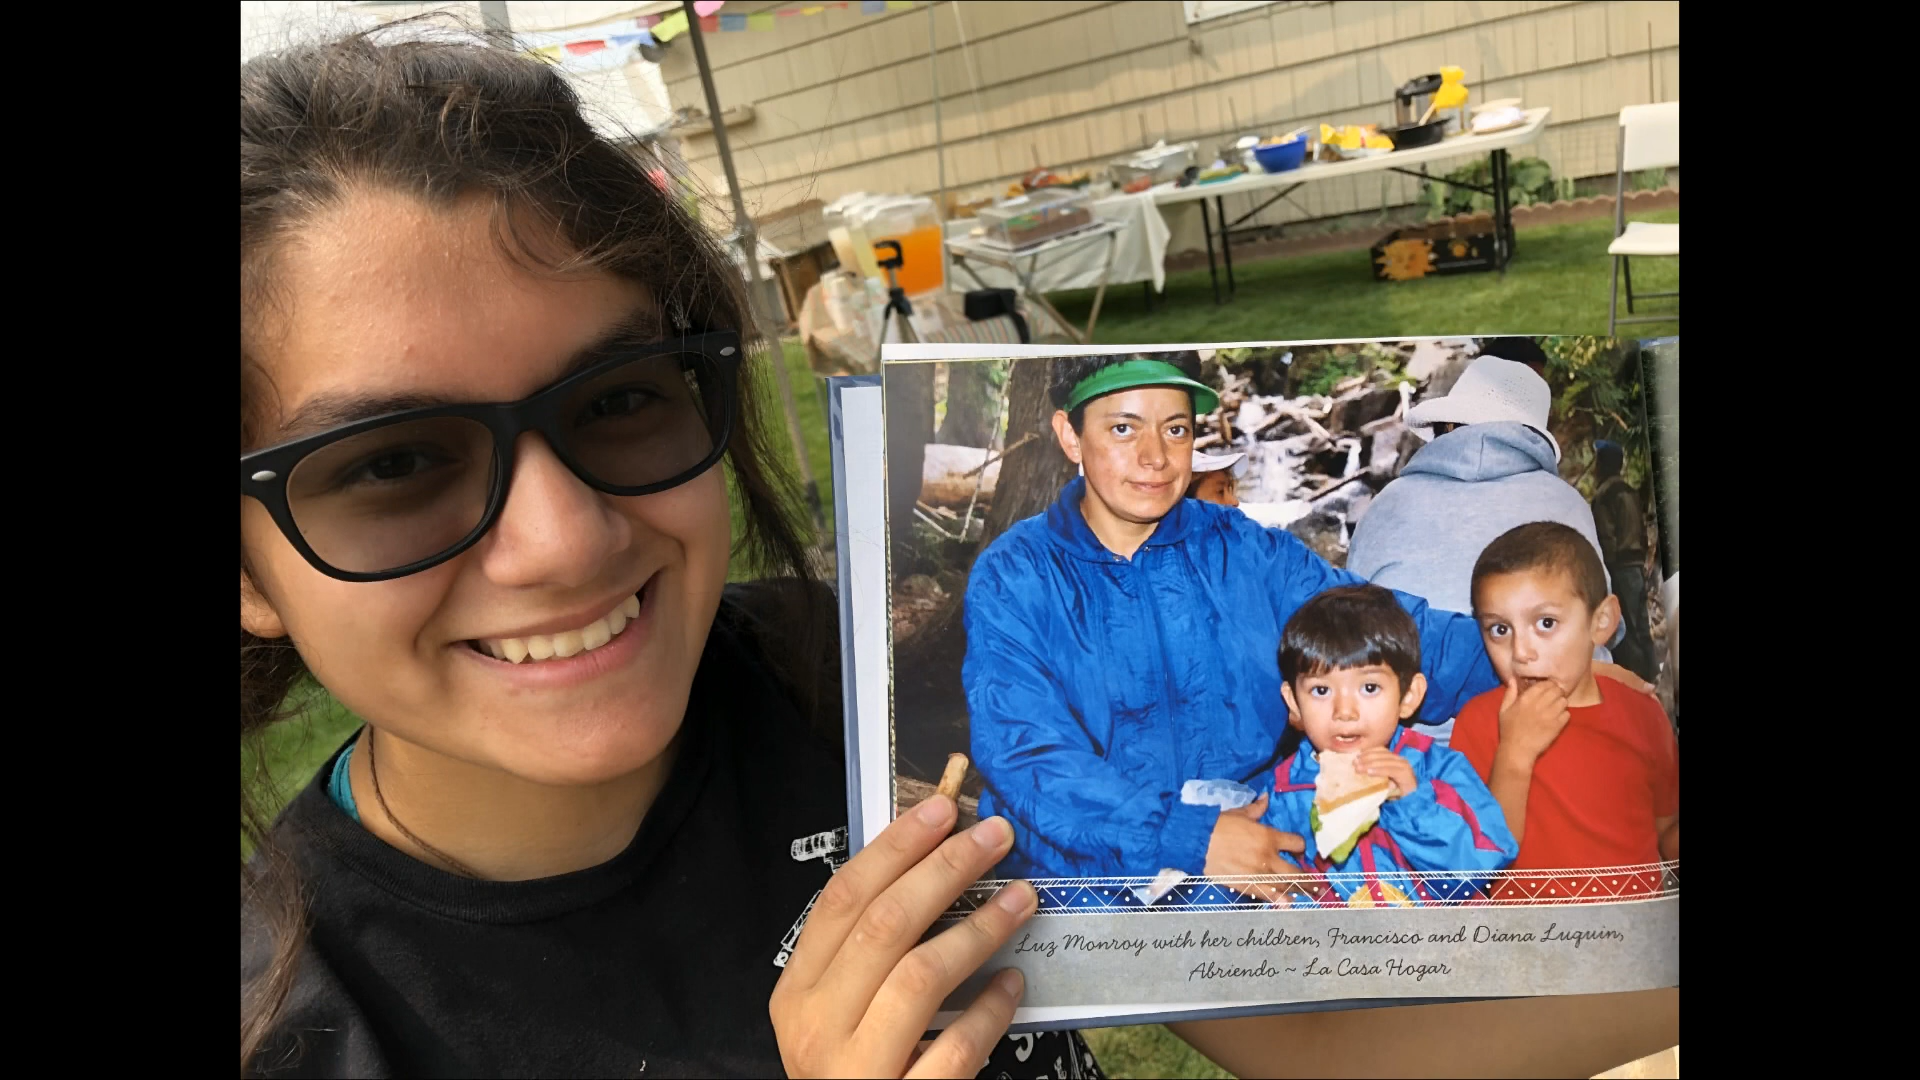 Luz Monroy with her children, Francisco and Diana Luquin,
Abriendo ~ La Casa Hogar